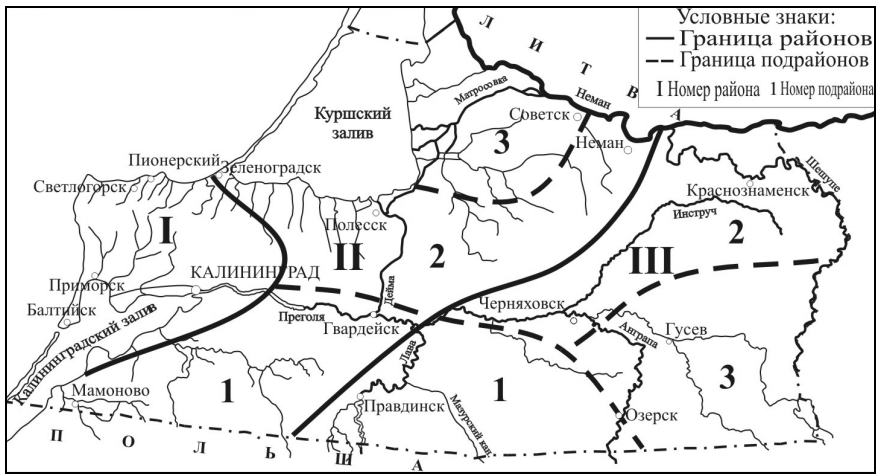 Условные знаки:
Граница районов
Граница подрайонов
I Номер района 1 Номер подрайона
ЛИТВА
Матросовка
Неман
Советск
Куршский
залив
3
Неман
Пионерский
Зеленоградск
Светлогорск
Шешупе
Краснознаменск
Полесск
Инструч
I
II
2
III
2
Приморск
КАЛИНИНГРАД
Дейма
Балтийск
Калининградский залив
Преголя
Гвардейск
Черняховск
Анграпа
Гусев
Лава
Мамоново
1
1
3
Правдинск
Мазурский кан.
Озерск
ПОЛЬША